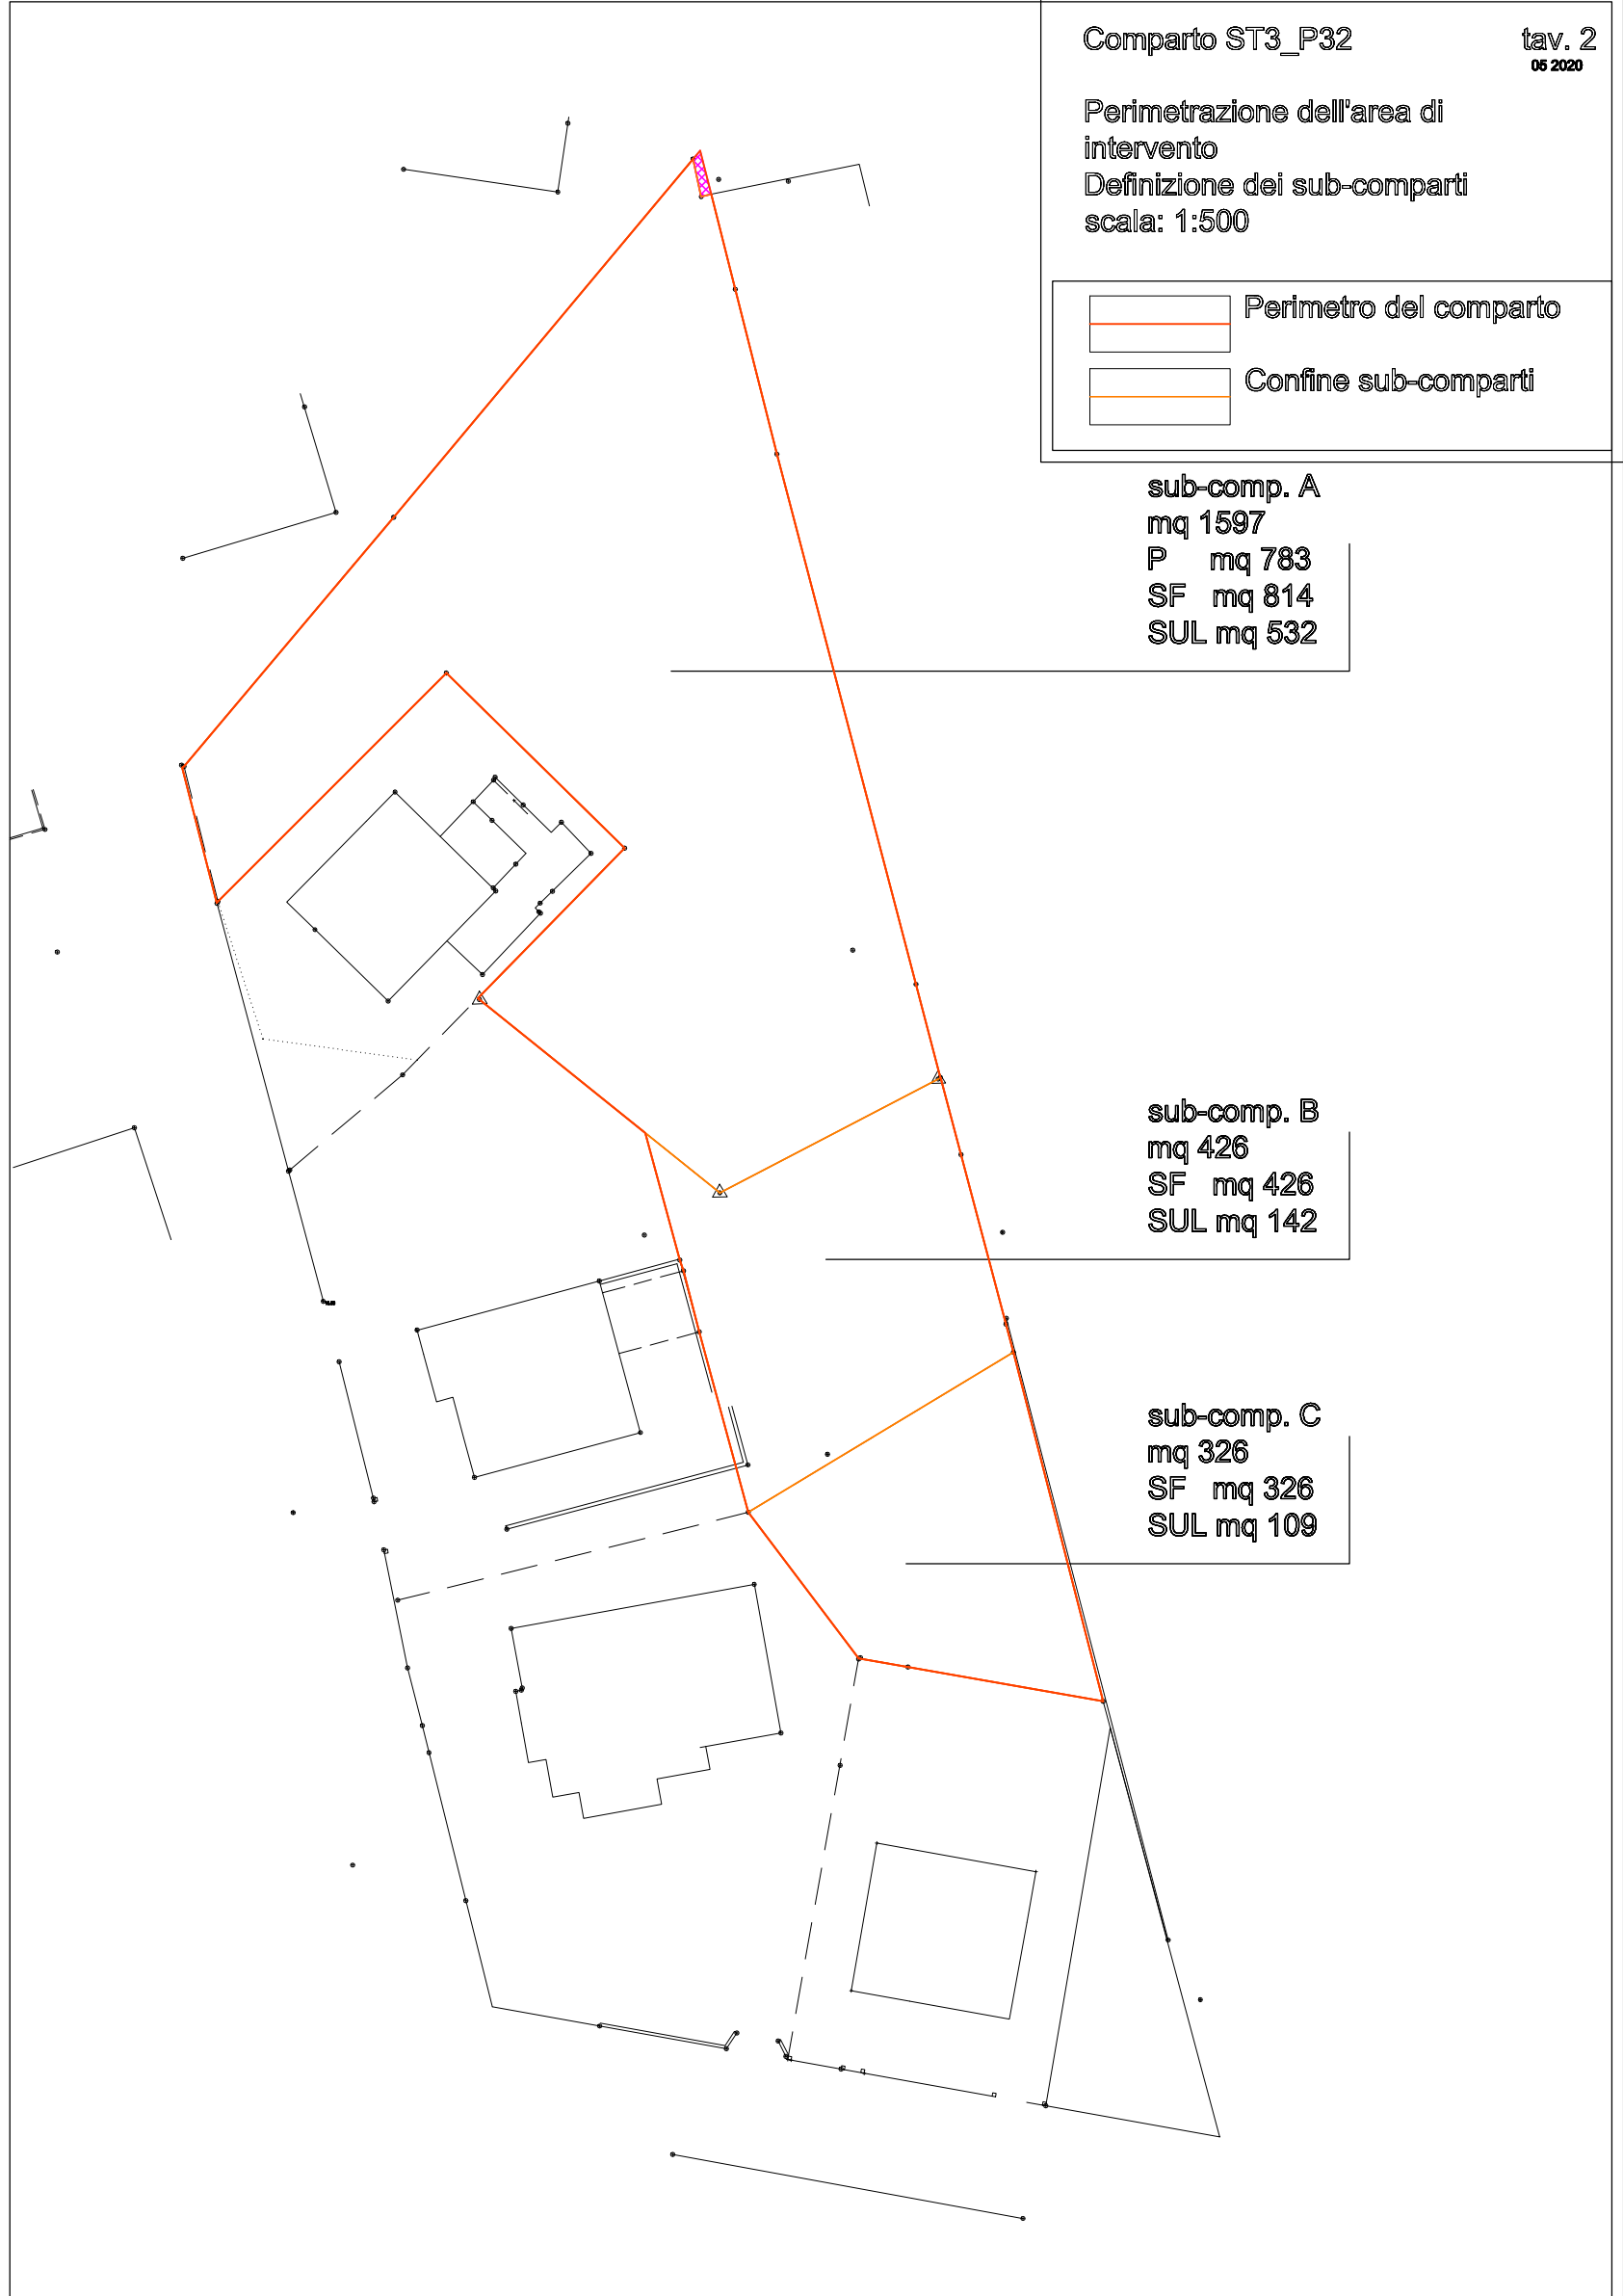 Comparto ST3_P32 tav. 2
05 2020
Perimetrazione dell'area di
intervento
Definizione dei sub-comparti
scala: 1:500
Perimetro del comparto
Confine sub-comparti
sub-comp. A
mq 1597
P mq 783
SF mq 814
SUL mq 532
sub-comp. B
mq 426
SF mq 426
SUL mq 142
sub-comp. C
mq 326
SF mq 326
SUL mq 109